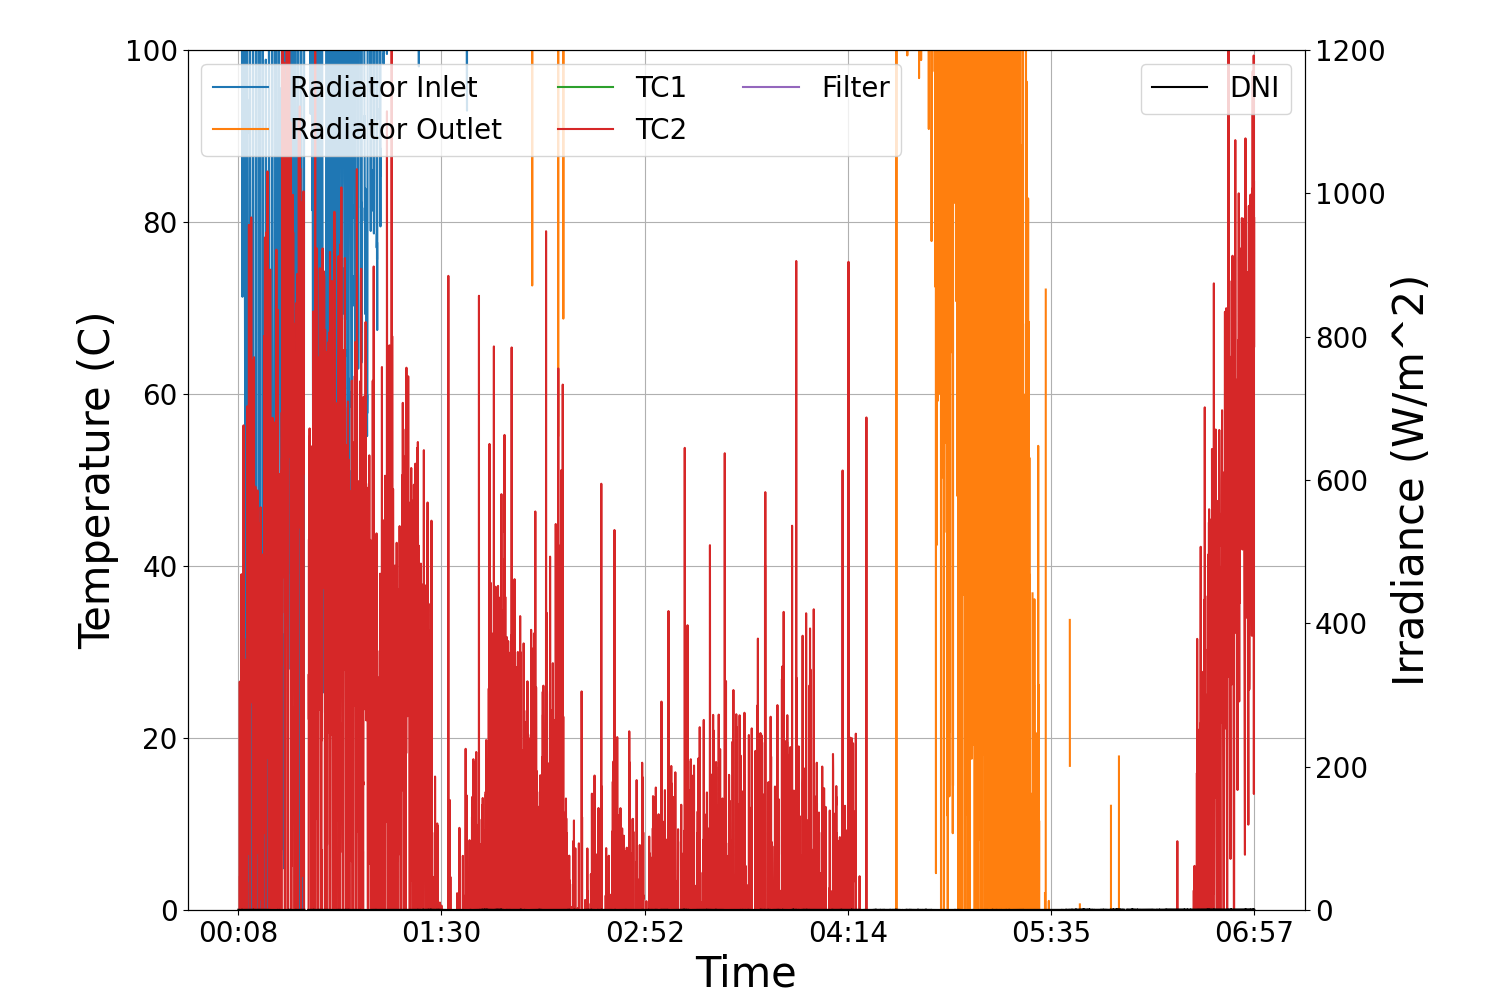 100
80
60
40
20
0
Temperature (C)
Radiator Inlet
Radiator Outlet
TC1
TC2
Filter
DNI
1200
1000
800
600
400
200
0
Irradiance (W/m^2)
00:08
01:30
02:52
04:14
05:35
06:57
Time